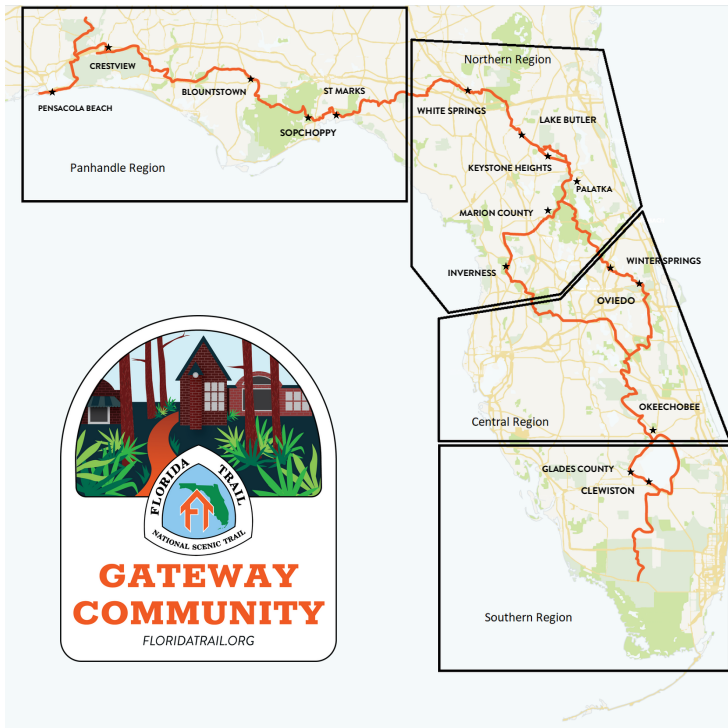 CRESTVIEW
PENSACOLA BEACH
BLOUNTSTOWN
ST MARKS
SOPCHOPPY
Panhandle Region
Northern Region
WHITE SPRINGS
LAKE BUTLER
KEYSTONE HEIGHTS
PALATKA
MARION COUNTY
INVERNESS
WINTER SPRINGS
OVIEDO
OKEECHOBEE
Central Region
GLADES COUNTY
CLEWISTON
Southern Region
FLORIDA TRAIL
FT
NATIONAL SCENIC TRAIL
GATEWAY
COMMUNITY
FLORIDATRAIL.ORG